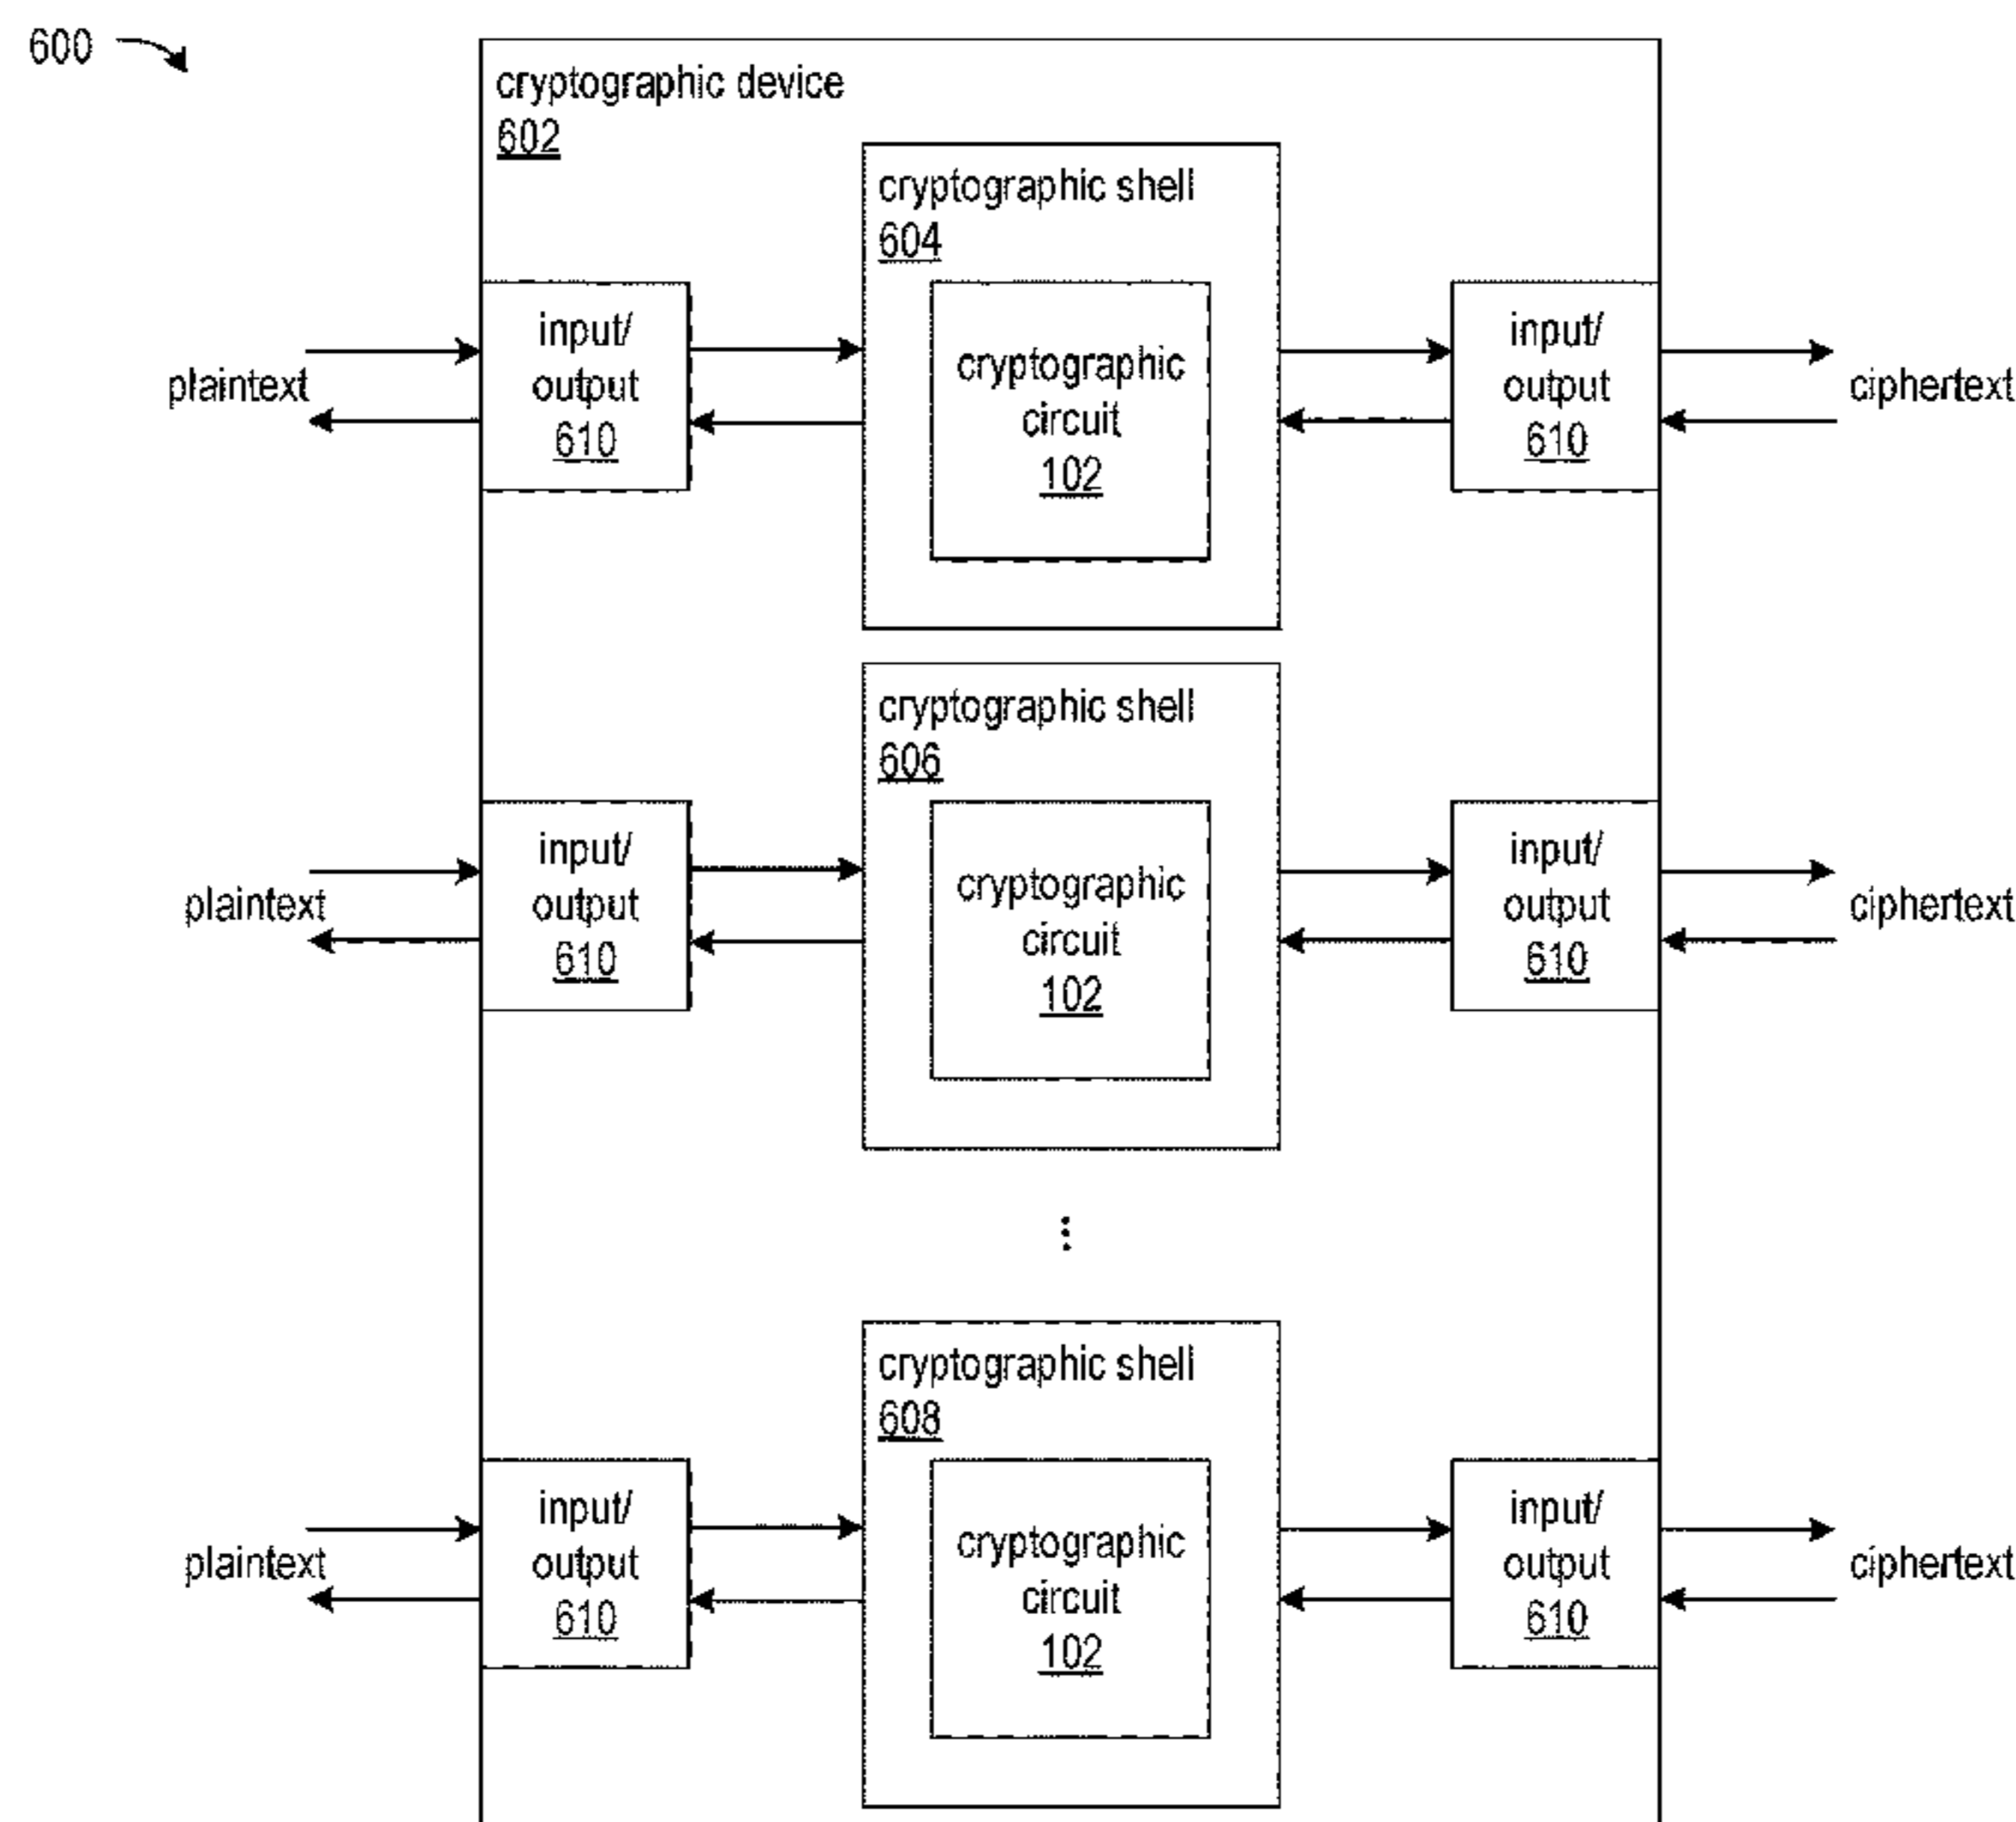 600
cryptographic device
602
cryptographic shell
604
input/
output
610
cryptographic
circuit
102
input/
output
610
plaintext
ciphertext
cryptographic shell
606
input/
output
610
cryptographic
circuit
102
input/
output
610
plaintext
ciphertext
cryptographic shell
608
input/
output
610
cryptographic
circuit
102
input/
output
610
plaintext
ciphertext